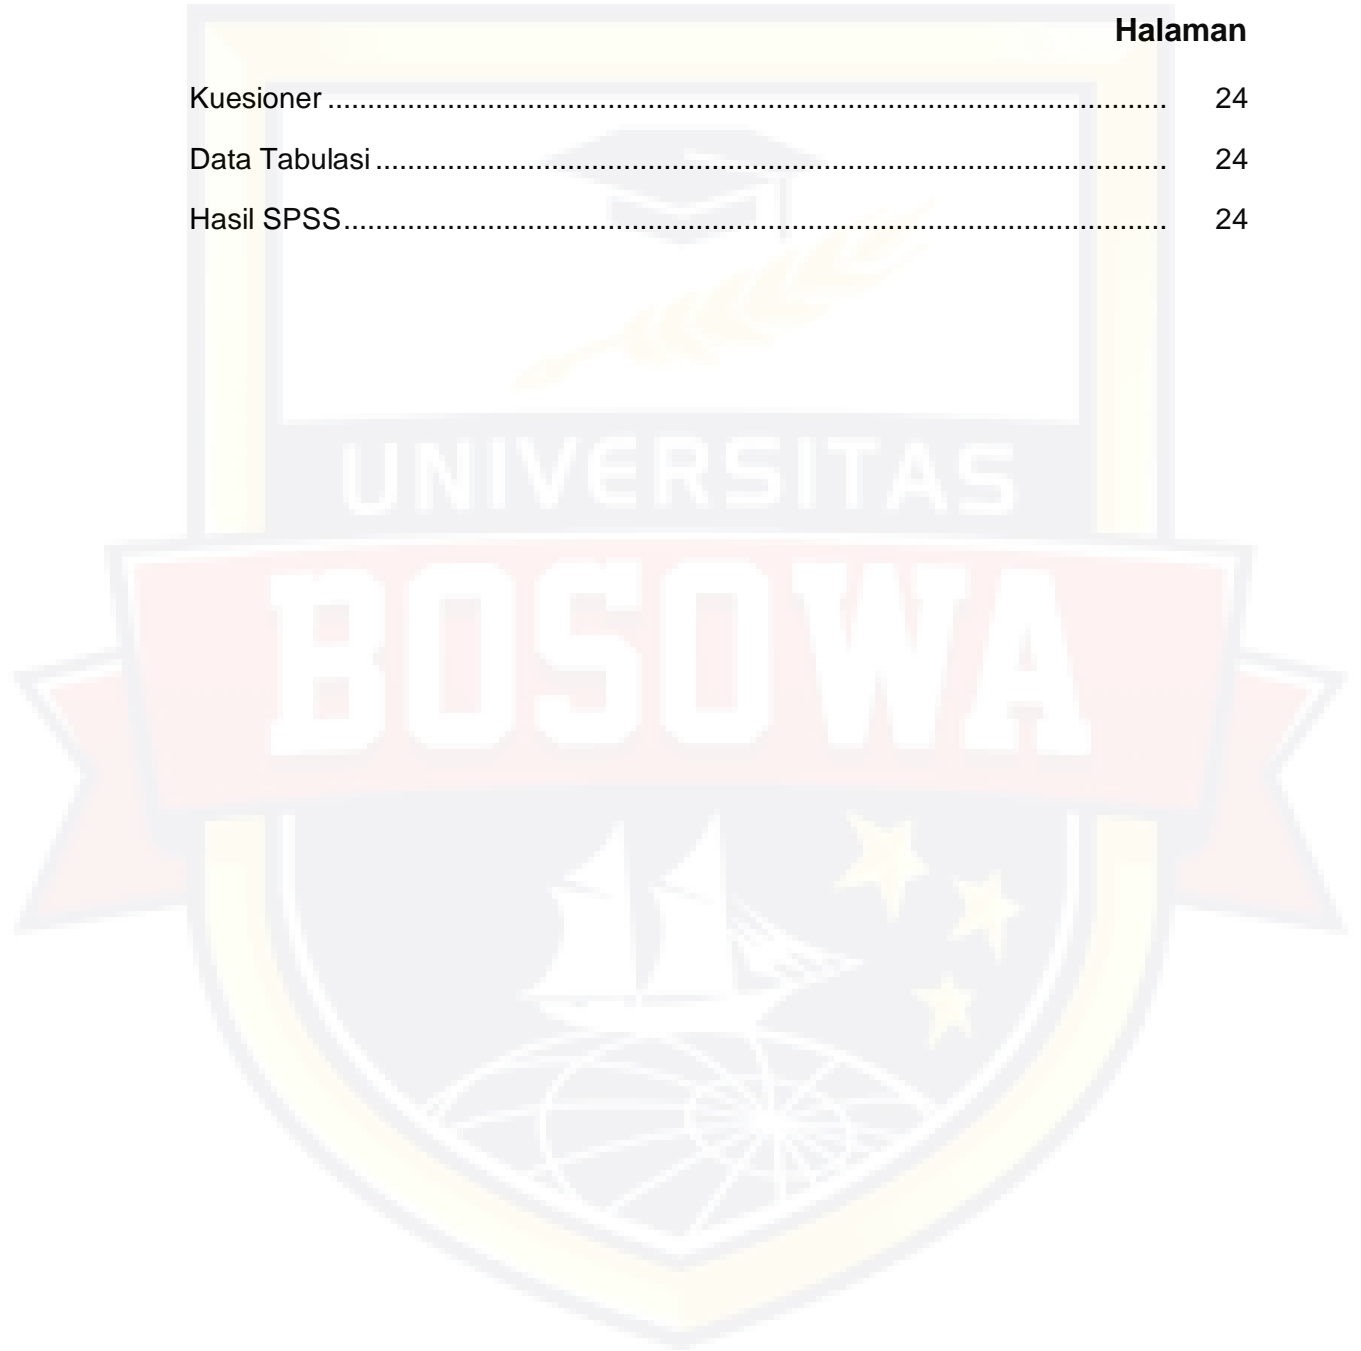 Halaman
Kuesioner ........................................................................................................ 24
Data Tabulasi .................................................................................................. 24
Hasil SPSS...................................................................................................... 24
UNIVERSITAS
BOSOWA